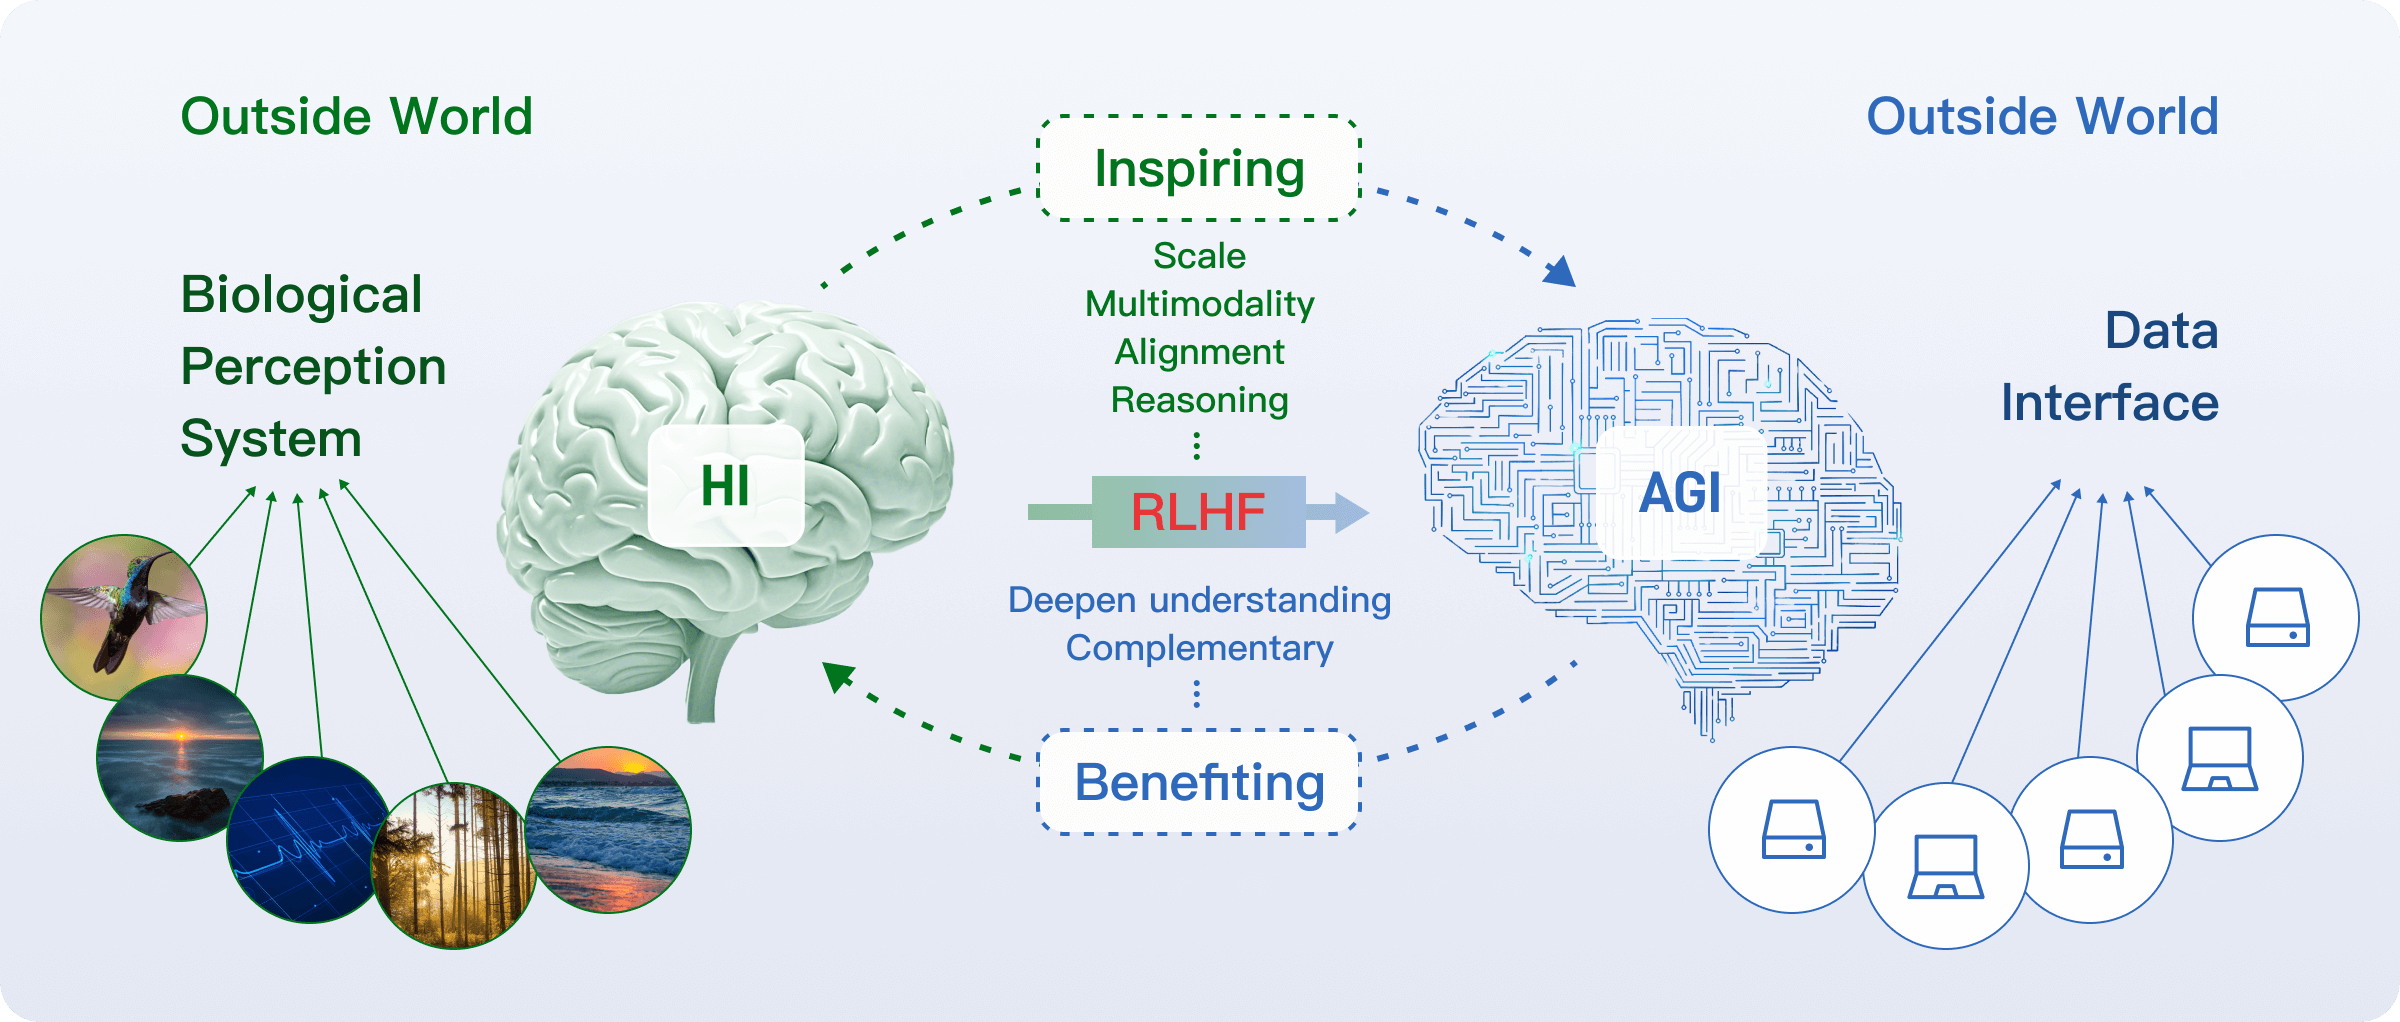 Outside World
Biological
Perception
System
HI
Inspiring
Scale
Multimodality
Alignment
Reasoning
RLHF
Deepen understanding
Complementary
Benefiting
Outside World
Data
Interface
AGI